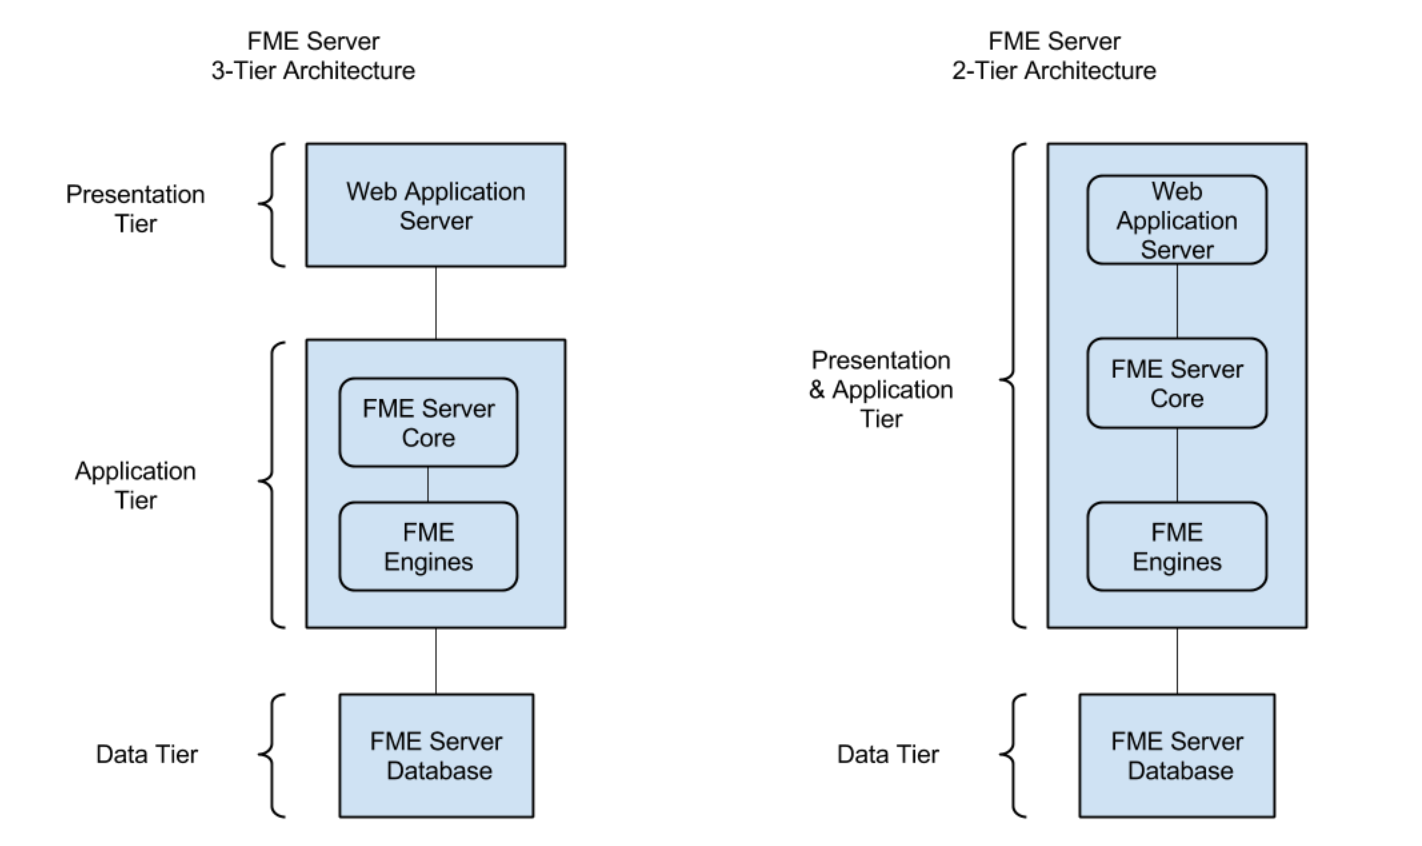 FME Server
3-Tier Architecture
Presentation
Tier
Web Application
Server
Application
Tier
FME Server
Core
FME
Engines
Data Tier
FME Server
Database
FME Server
2-Tier Architecture
Presentation
& Application
Tier
Web
Application
Server
FME Server
Core
FME
Engines
Data Tier
FME Server
Database